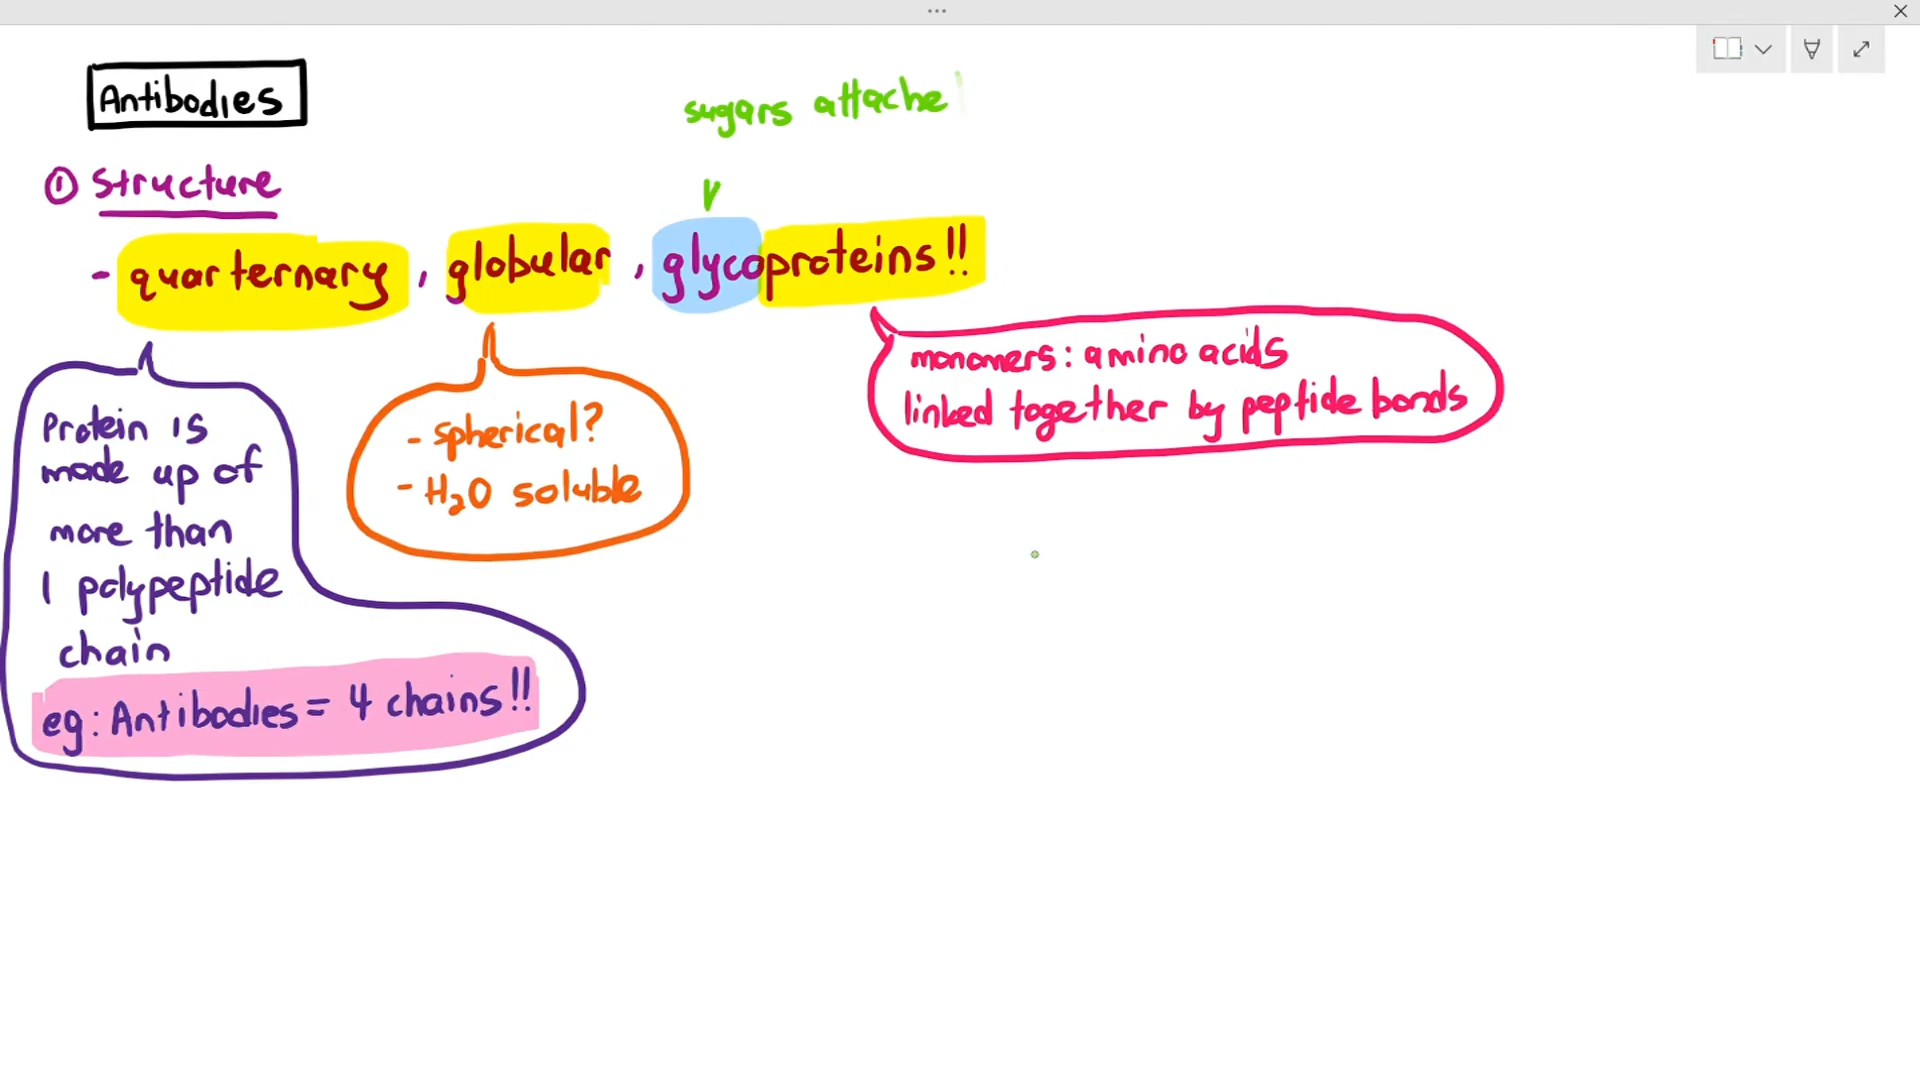 Antibodies
sugars attache
① Structure
- quarternary, globular, glycoproteins!!
monomers: amino acids
linked together by peptide bonds
Protein is
made up of
more than
1 polypeptide
chain
eg: Antibodies = 4 chains!!
- spherical?
- H₂O soluble